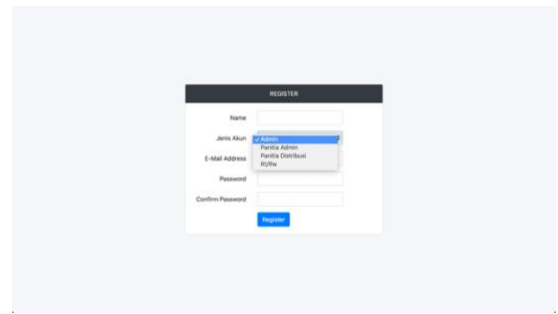 REGISTER
Name
Jenis Akun
✓ Admin
Panitia Admin
Panitia Distribusi
Rt/Rw
E-Mail Address
Password
Confirm Password
Register